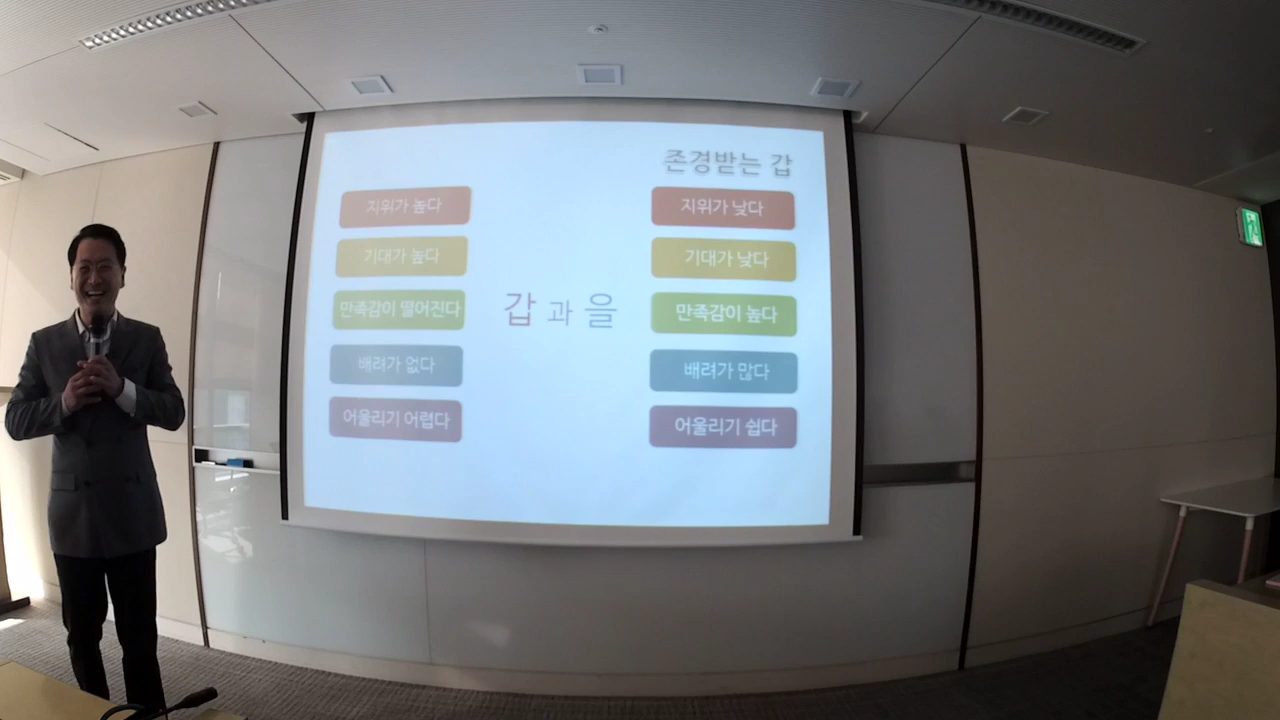 존경받는 갑
지위가 높다
기대가 높다
만족감이 떨어진다
배려가 없다
어울리기 어렵다
갑과 을
지위가 낮다
기대가 낮다
만족감이 높다
배려가 많다
어울리기 쉽다